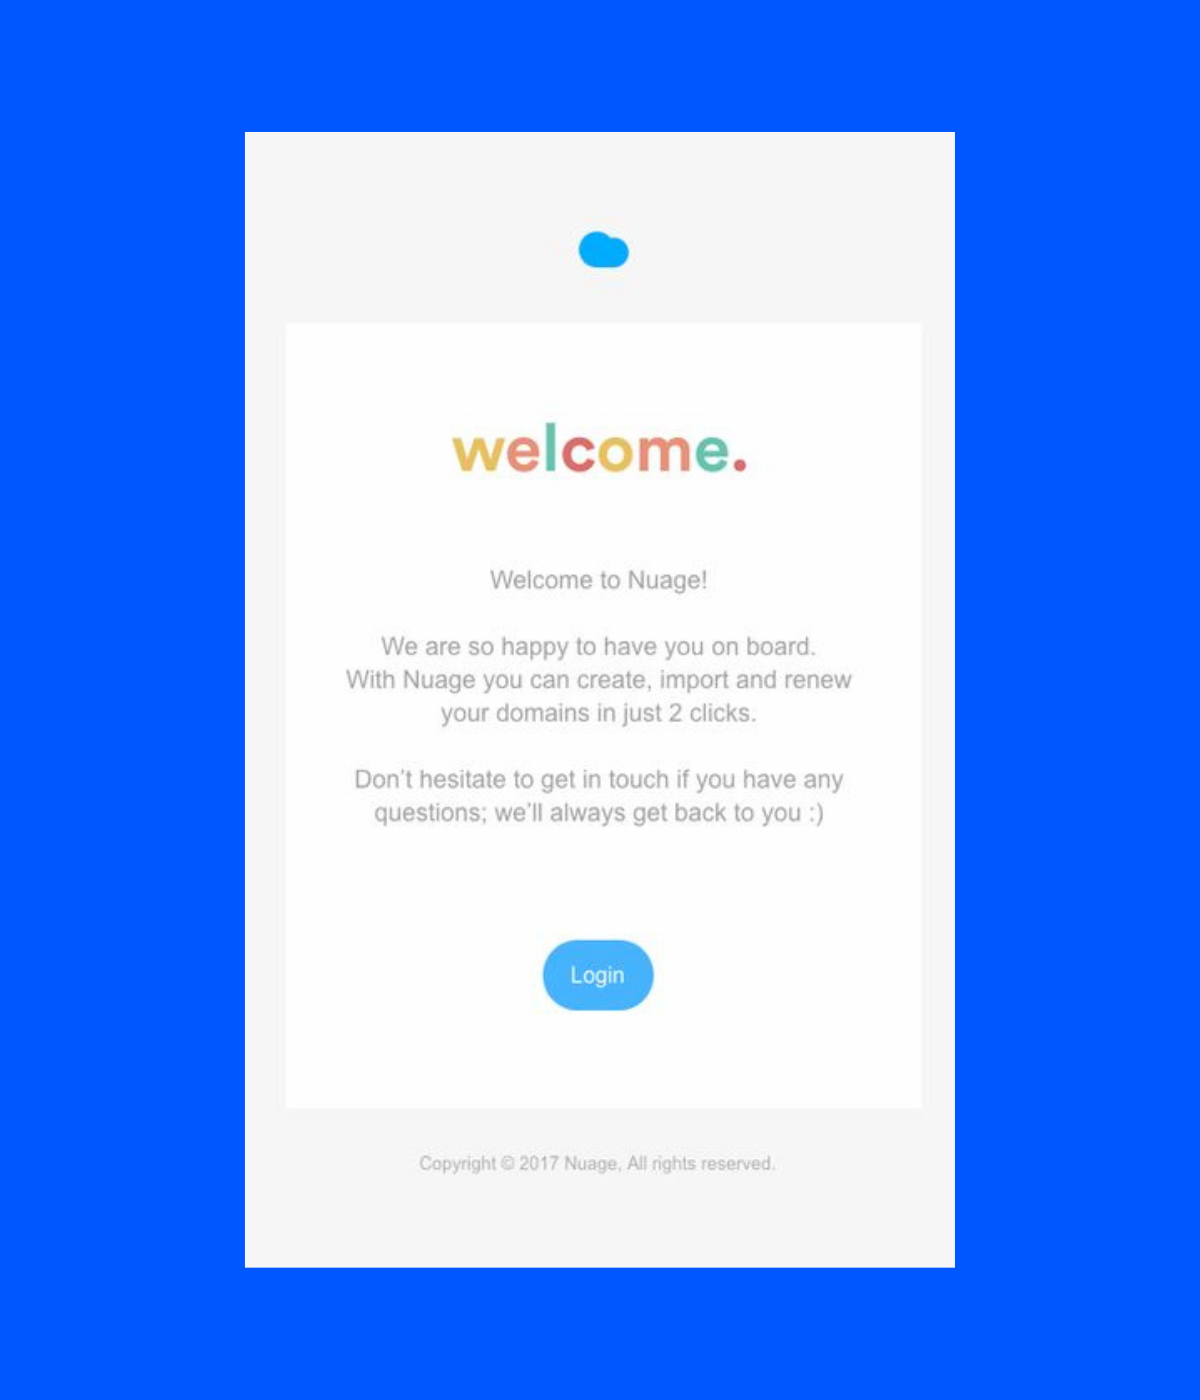 welcome.
Welcome to Nuage!
We are so happy to have you on board.
With Nuage you can create, import and renew
your domains in just 2 clicks.
Don't hesitate to get in touch if you have any
questions; we'll always get back to you :)
Login
Copyright © 2017 Nuage, All rights reserved.